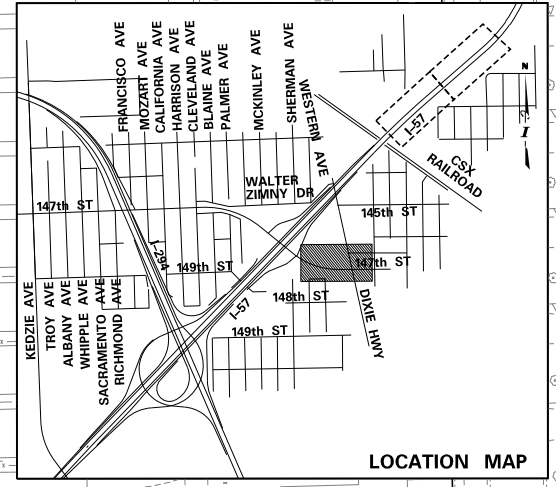 FRANCISCO AVE
MOZART AVE
CALIFORNIA AVE
HARRISON AVE
CLEVELAND AVE
BLAINE AVE
PALMER AVE
MCKINLEY AVE
SHERMAN AVE
WESTERN AVE
N
I-57
CSX
RAILROAD
WALTER
ZIMNY DR
147th ST
145th ST
I-294
149th ST
147th ST
I-57
148th ST
149th ST
DIXIE HWY
KEDZIE AVE
TROY AVE
ALBANY AVE
WHIPPLE AVE
SACRAMENTO AVE
RICHMOND AVE
LOCATION MAP